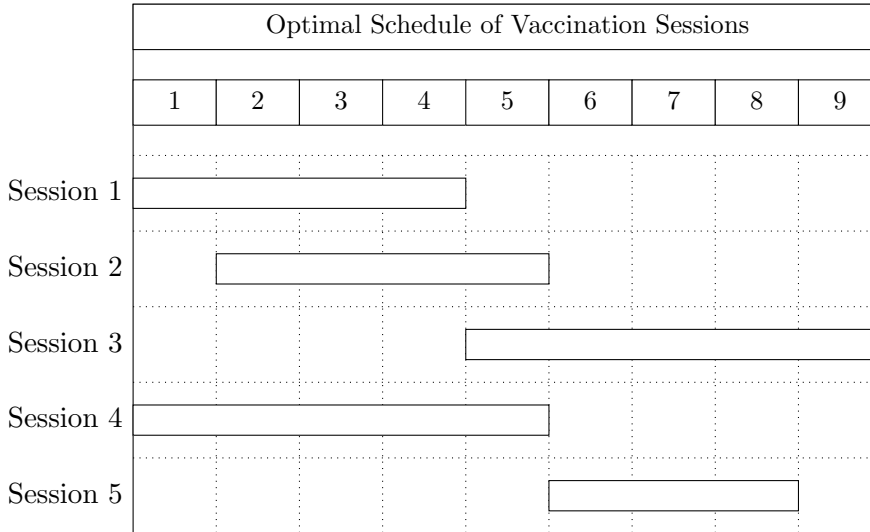 Optimal Schedule of Vaccination Sessions
1 2 3 4 5 6 7 8 9
Session 1
Session 2
Session 3
Session 4
Session 5